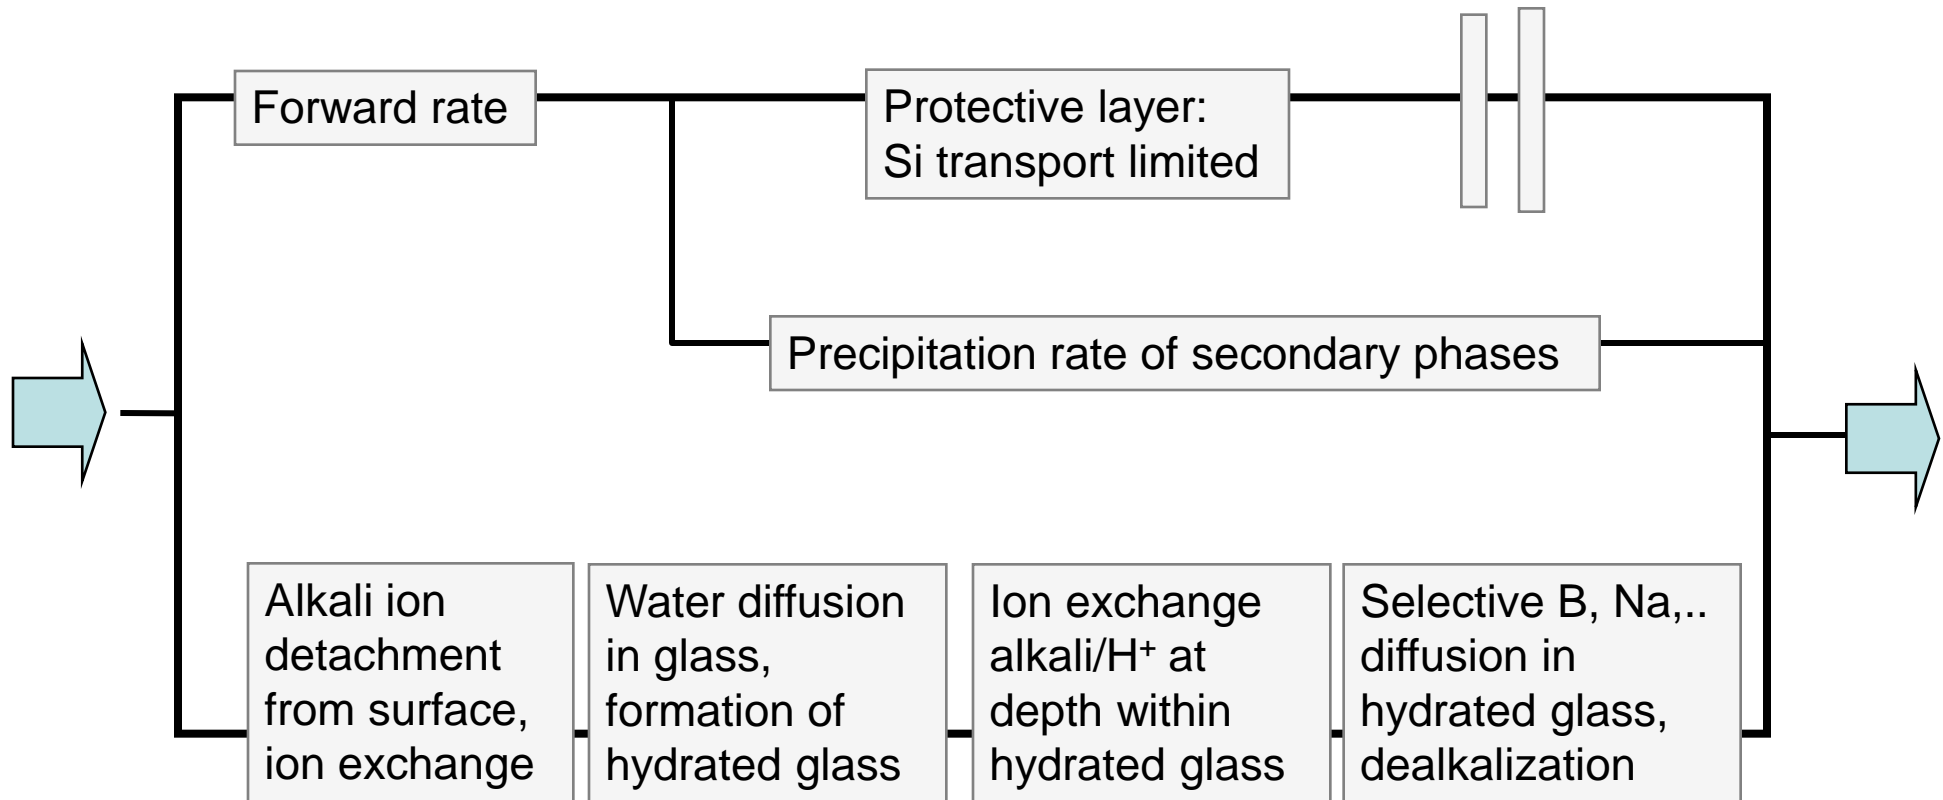 Forward rate
Protective layer:
Si transport limited
Precipitation rate of secondary phases
Alkali ion
detachment
from surface,
ion exchange
Water diffusion
in glass,
formation of
hydrated glass
Ion exchange
alkali/H⁺ at
depth within
hydrated glass
Selective B, Na,..
diffusion in
hydrated glass,
dealkalization